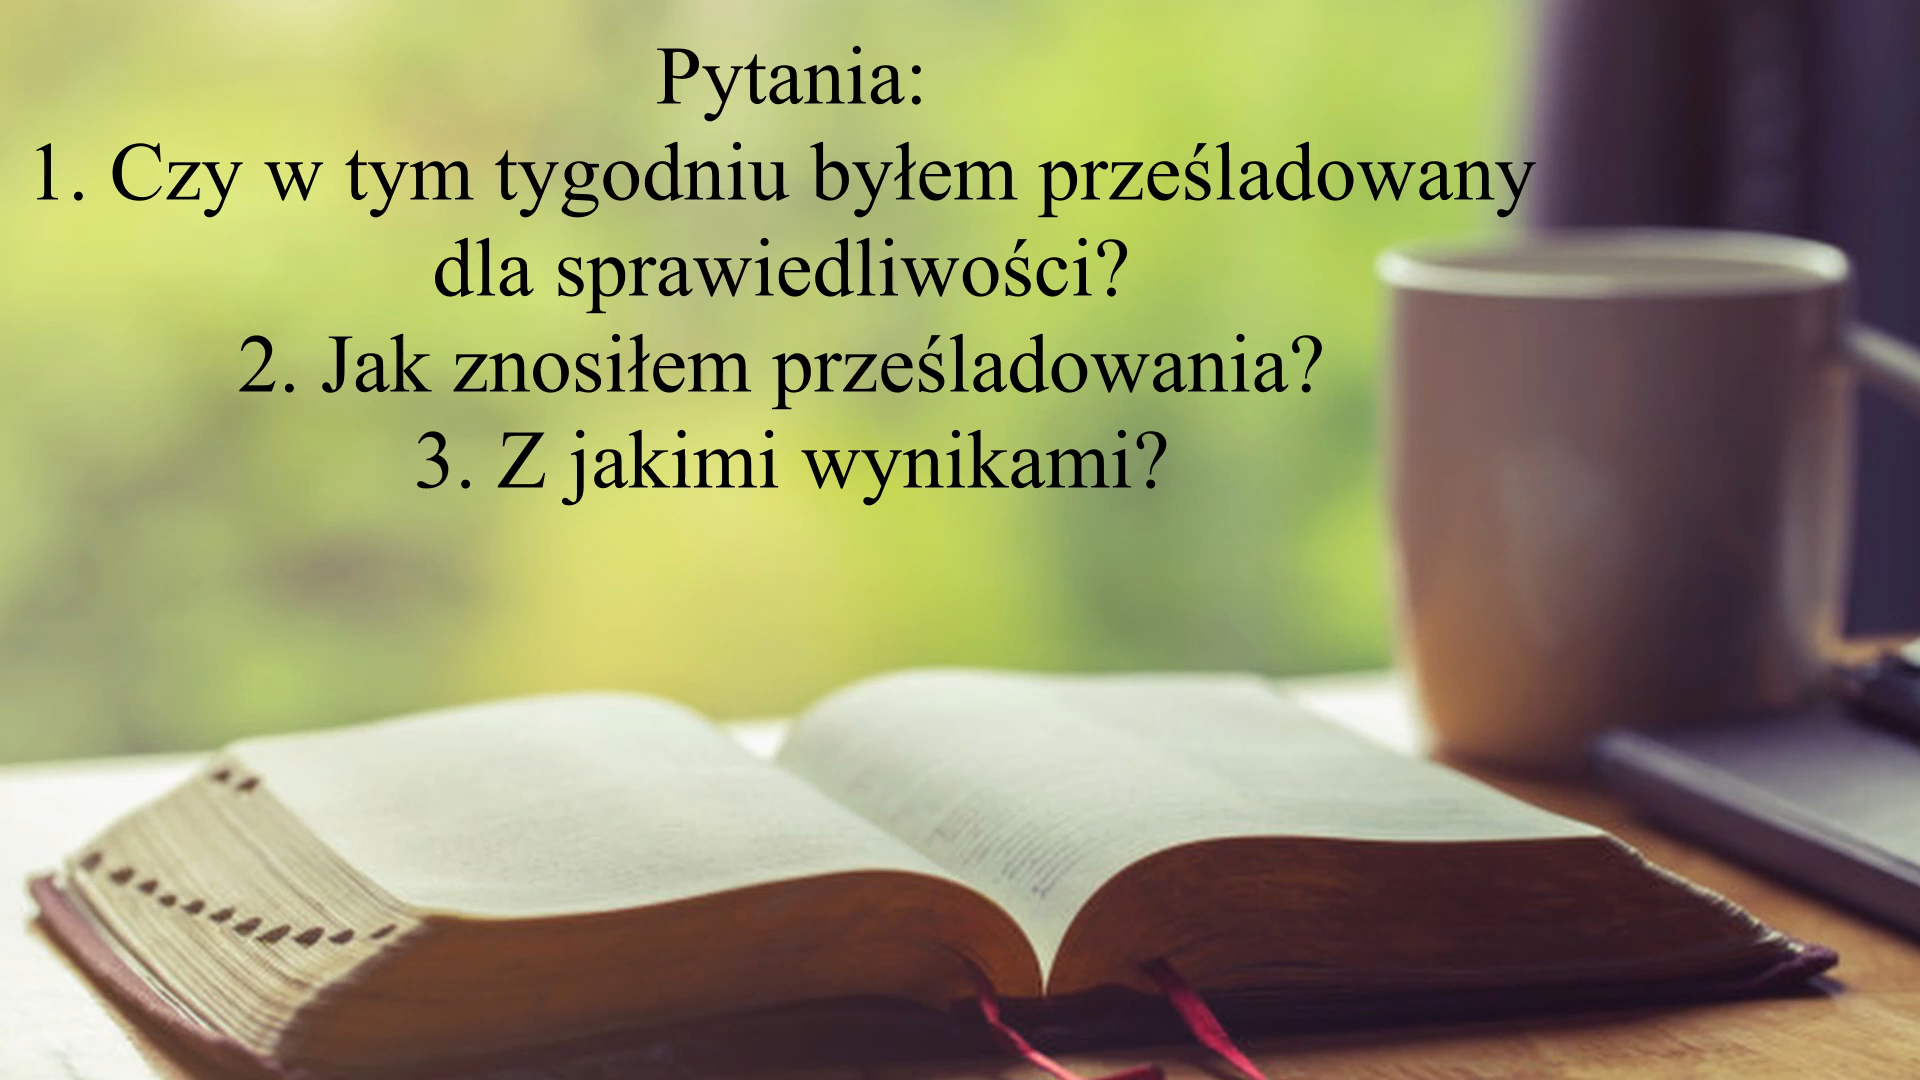 Pytania:
1. Czy w tym tygodniu byłem prześladowany
dla sprawiedliwości?
2. Jak znosiłem prześladowania?
3. Z jakimi wynikami?